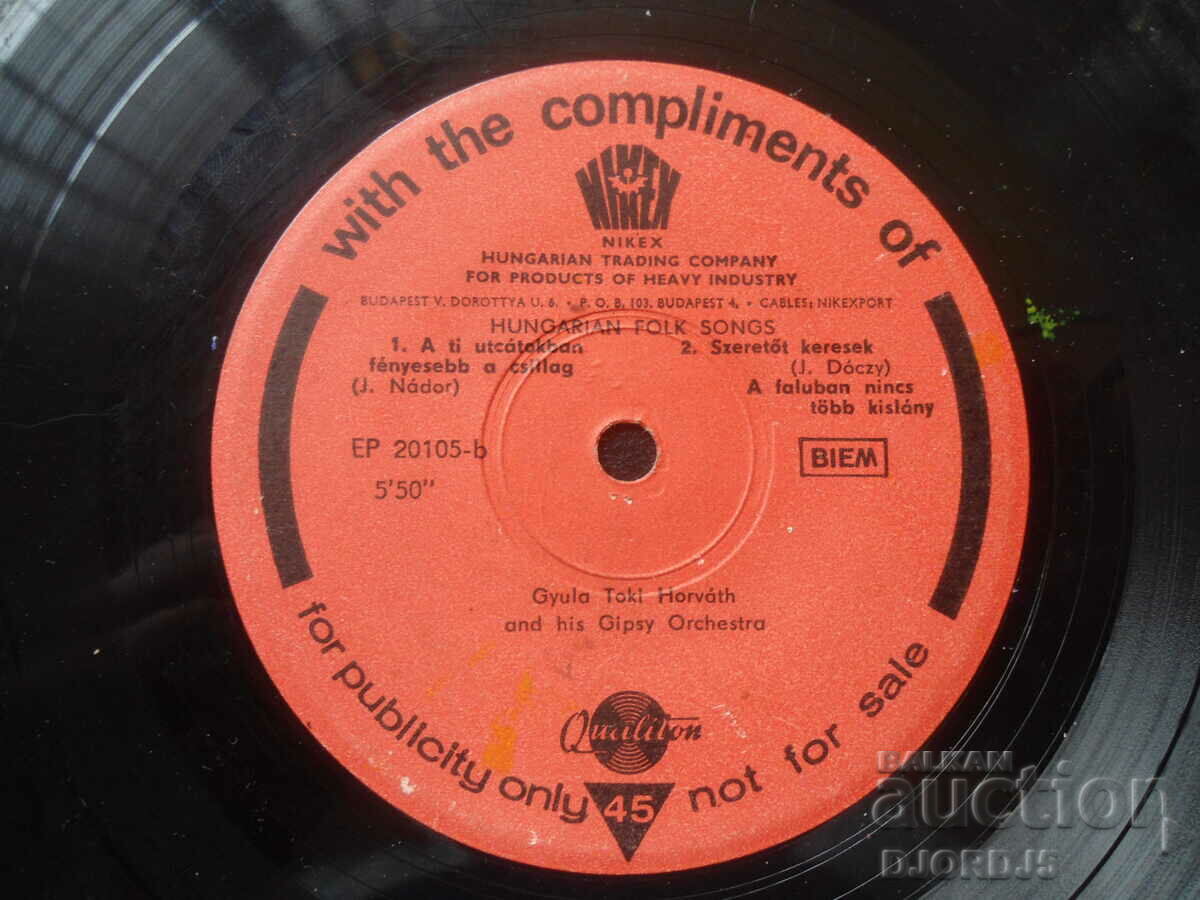 with the compliments of
NIKEX
NIKEX
HUNGARIAN TRADING COMPANY
FOR PRODUCTS OF HEAVY INDUSTRY
BUDAPEST V. DOROTTYA U. 6. • P. O. B. 103. BUDAPEST 4. • CABLES: NIKEXPORT
HUNGARIAN FOLK SONGS
1. A ti utcátokban
fényesebb a csillag
(J. Nádor)
2. Szeretőt keresek
(J. Dóczy)
A faluban nincs
több kislány
EP 20105-b
5'50"
BIEM
Gyula Toki Horváth
and his Gipsy Orchestra
Qualiton
45
for publicity only
not for sale
BALKAN
auction
DJORDJ5